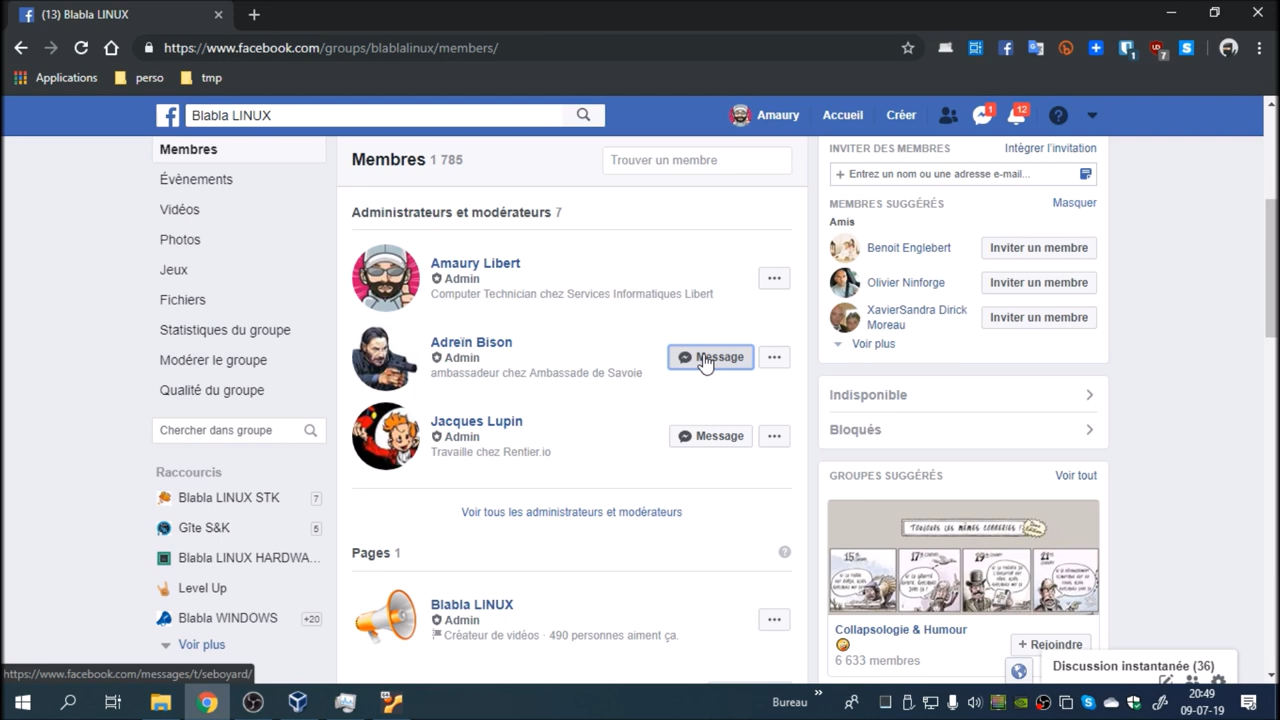 (13) Blabla LINUX
https://www.facebook.com/groups/blablalinux/members/
Applications
perso
tmp
1
7
Blabla LINUX
Amaury
Accueil
Créer
1
12
Membres
Évènements
Vidéos
Photos
Jeux
Fichiers
Statistiques du groupe
Modérer le groupe
Qualité du groupe
Chercher dans groupe
Raccourcis
Blabla LINUX STK 7
Gîte S&K 5
Blabla LINUX HARDWA...
Level Up
Blabla WINDOWS +20
Voir plus
Membres 1 785
Trouver un membre
Administrateurs et modérateurs 7
Amaury Libert
Admin
Computer Technician chez Services Informatiques Libert
Adreïn Bison
Admin
ambassadeur chez Ambassade de Savoie
Message
Jacques Lupin
Admin
Travaille chez Rentier.io
Message
Voir tous les administrateurs et modérateurs
Pages 1
Blabla LINUX
Admin
Créateur de vidéos · 490 personnes aiment ça.
INVITER DES MEMBRES
Intégrer l'invitation
+ Entrez un nom ou une adresse e-mail...
MEMBRES SUGGÉRÉS
Masquer
Amis
Benoit Englebert
Inviter un membre
Olivier Ninforge
Inviter un membre
XavierSandra Dirick
Moreau
Inviter un membre
Voir plus
Indisponible
Bloqués
GROUPES SUGGÉRÉS
Voir tout
15ème
17ème
19ème
21ème
Collapsologie & Humour
6 633 membres
+ Rejoindre
Discussion instantanée (36)
https://www.facebook.com/messages/t/seboyard/
Bureau
20:49
09-07-19